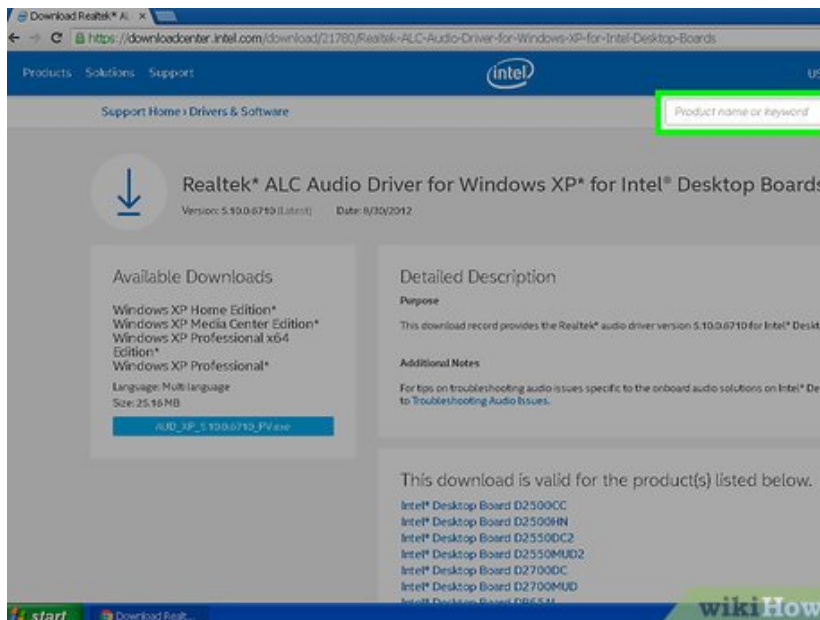 Download Realtek* AL
https://downloadcenter.intel.com/download/21780/Realtek-ALC-Audio-Driver-for-Windows-XP-for-Intel-Desktop-Boards
Products Solutions Support
intel
US
Support Home › Drivers & Software
Product name or keyword
Realtek* ALC Audio Driver for Windows XP* for Intel® Desktop Boards
Version: 5.10.0.6710 (Latest) Date: 8/30/2012
Available Downloads
Windows XP Home Edition*
Windows XP Media Center Edition*
Windows XP Professional x64
Edition*
Windows XP Professional*
Language: Multi language
Size: 25.16 MB
AUD_XP_5.10.0.6710_PV.exe
Detailed Description
Purpose
This download record provides the Realtek* audio driver version 5.10.0.6710 for Intel* Deskt
Additional Notes
For tips on troubleshooting audio issues specific to the onboard audio solutions on Intel* De
to Troubleshooting Audio Issues.
This download is valid for the product(s) listed below.
Intel® Desktop Board D2500CC
Intel® Desktop Board D2500HN
Intel® Desktop Board D2550DC2
Intel® Desktop Board D2550MUD2
Intel® Desktop Board D2700DC
Intel® Desktop Board D2700MUD
Intel® Desktop Board DB65AL
start
Download Realt...
wikiHow